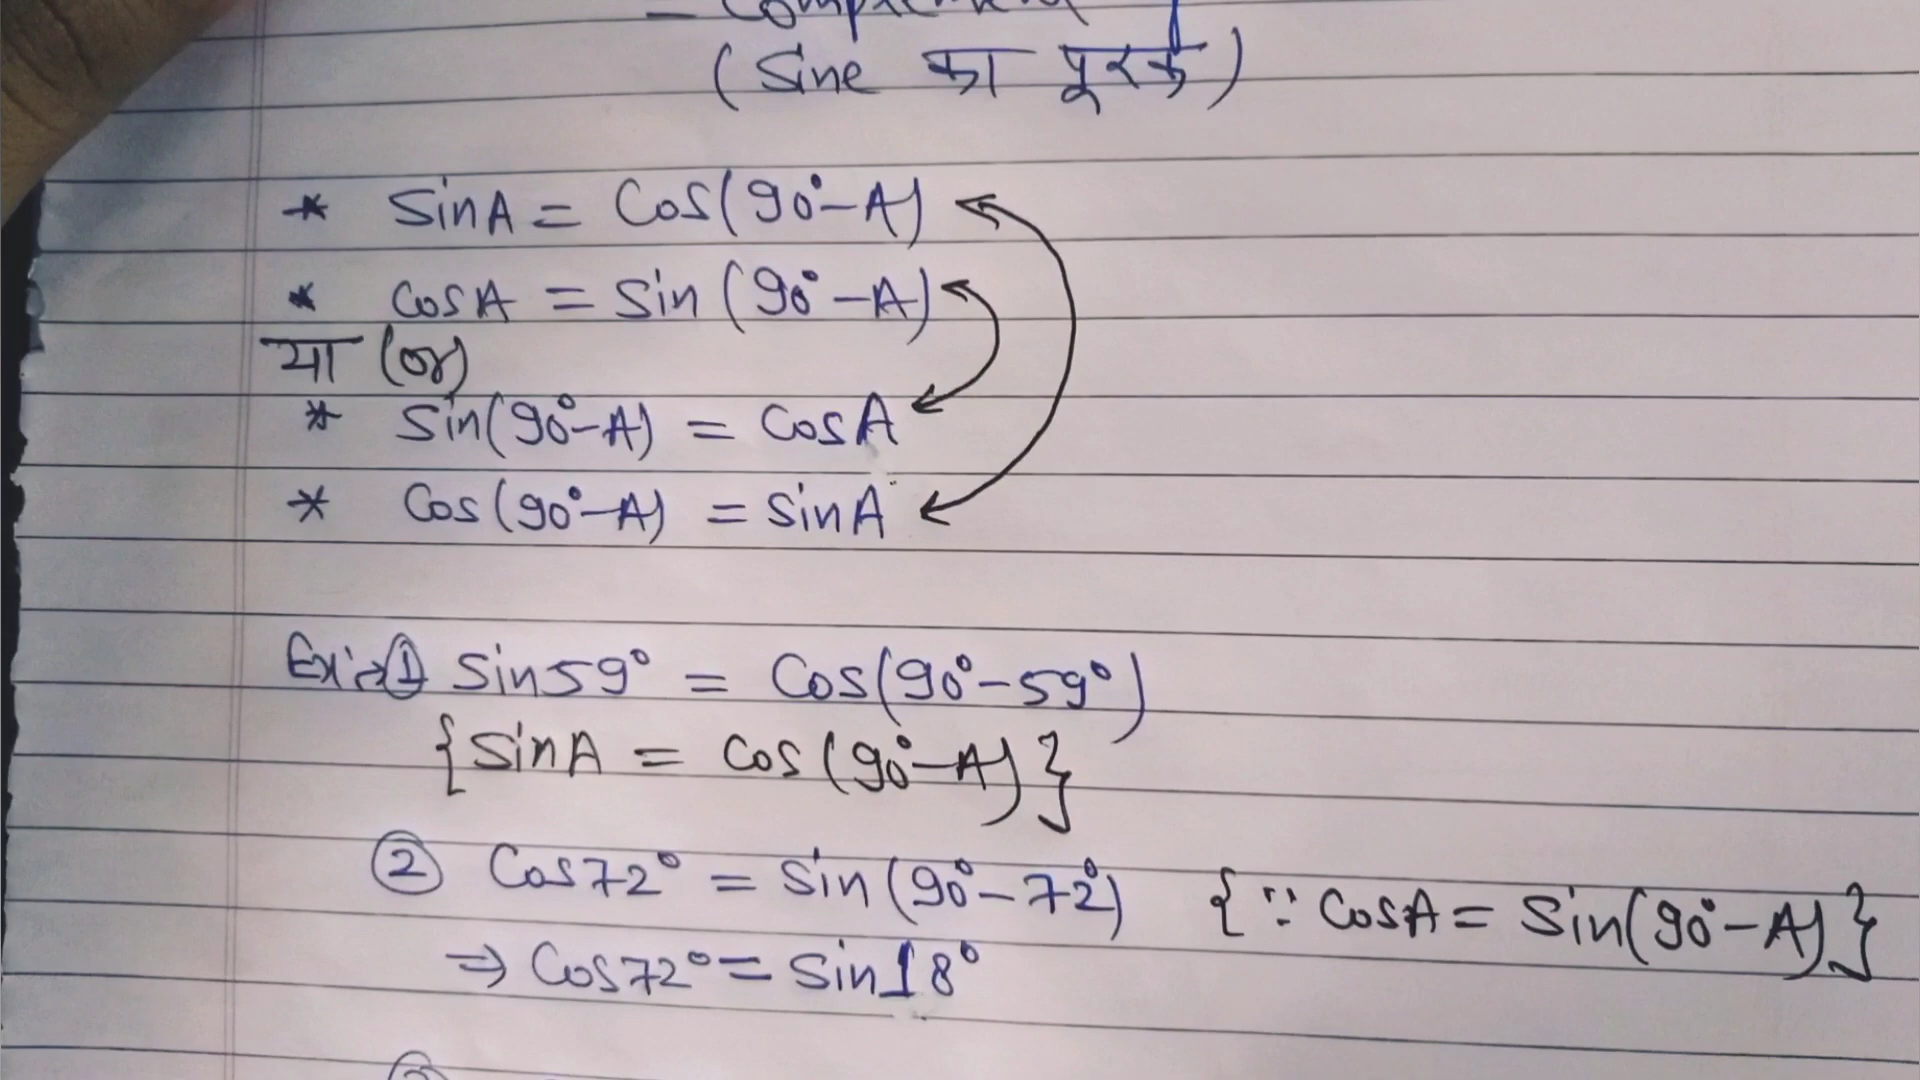 (Sine का पूरक)
* SinA = Cos(90°-A)
* CosA = Sin(90°-A)
या (or)
* Sin(90°-A) = CosA
* Cos(90°-A) = SinA
Ex:→① Sin59° = Cos(90°-59°)
{SinA = Cos(90°-A)}
② Cos72° = Sin(90°-72°) {∵ CosA = Sin(90°-A)}
⇒ Cos72° = Sin18°